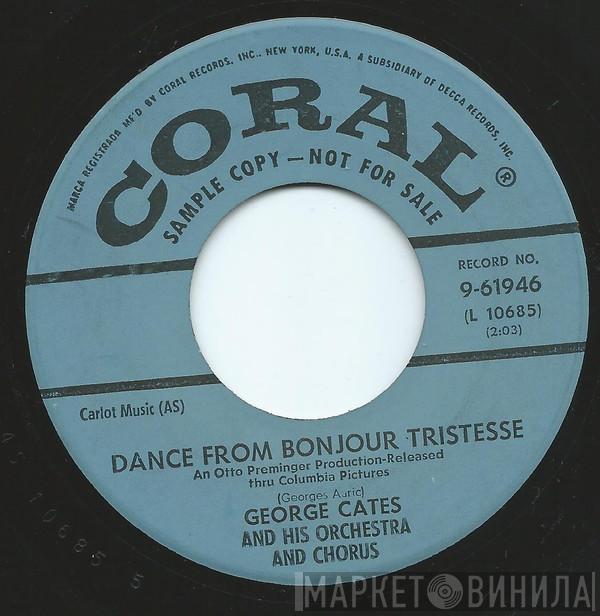 MARCA REGISTRADA MF'D BY CORAL RECORDS, INC., NEW YORK, U.S.A. A SUBSIDIARY OF DECCA RECORDS, INC.
CORAL®
SAMPLE COPY — NOT FOR SALE
RECORD NO.
9-61946
(L 10685)
(2:03)
Carlot Music (AS)
DANCE FROM BONJOUR TRISTESSE
An Otto Preminger Production-Released
thru Columbia Pictures
(Georges Auric)
GEORGE CATES
AND HIS ORCHESTRA
AND CHORUS
10685 5
МАРКЕТ ВИНИЛА